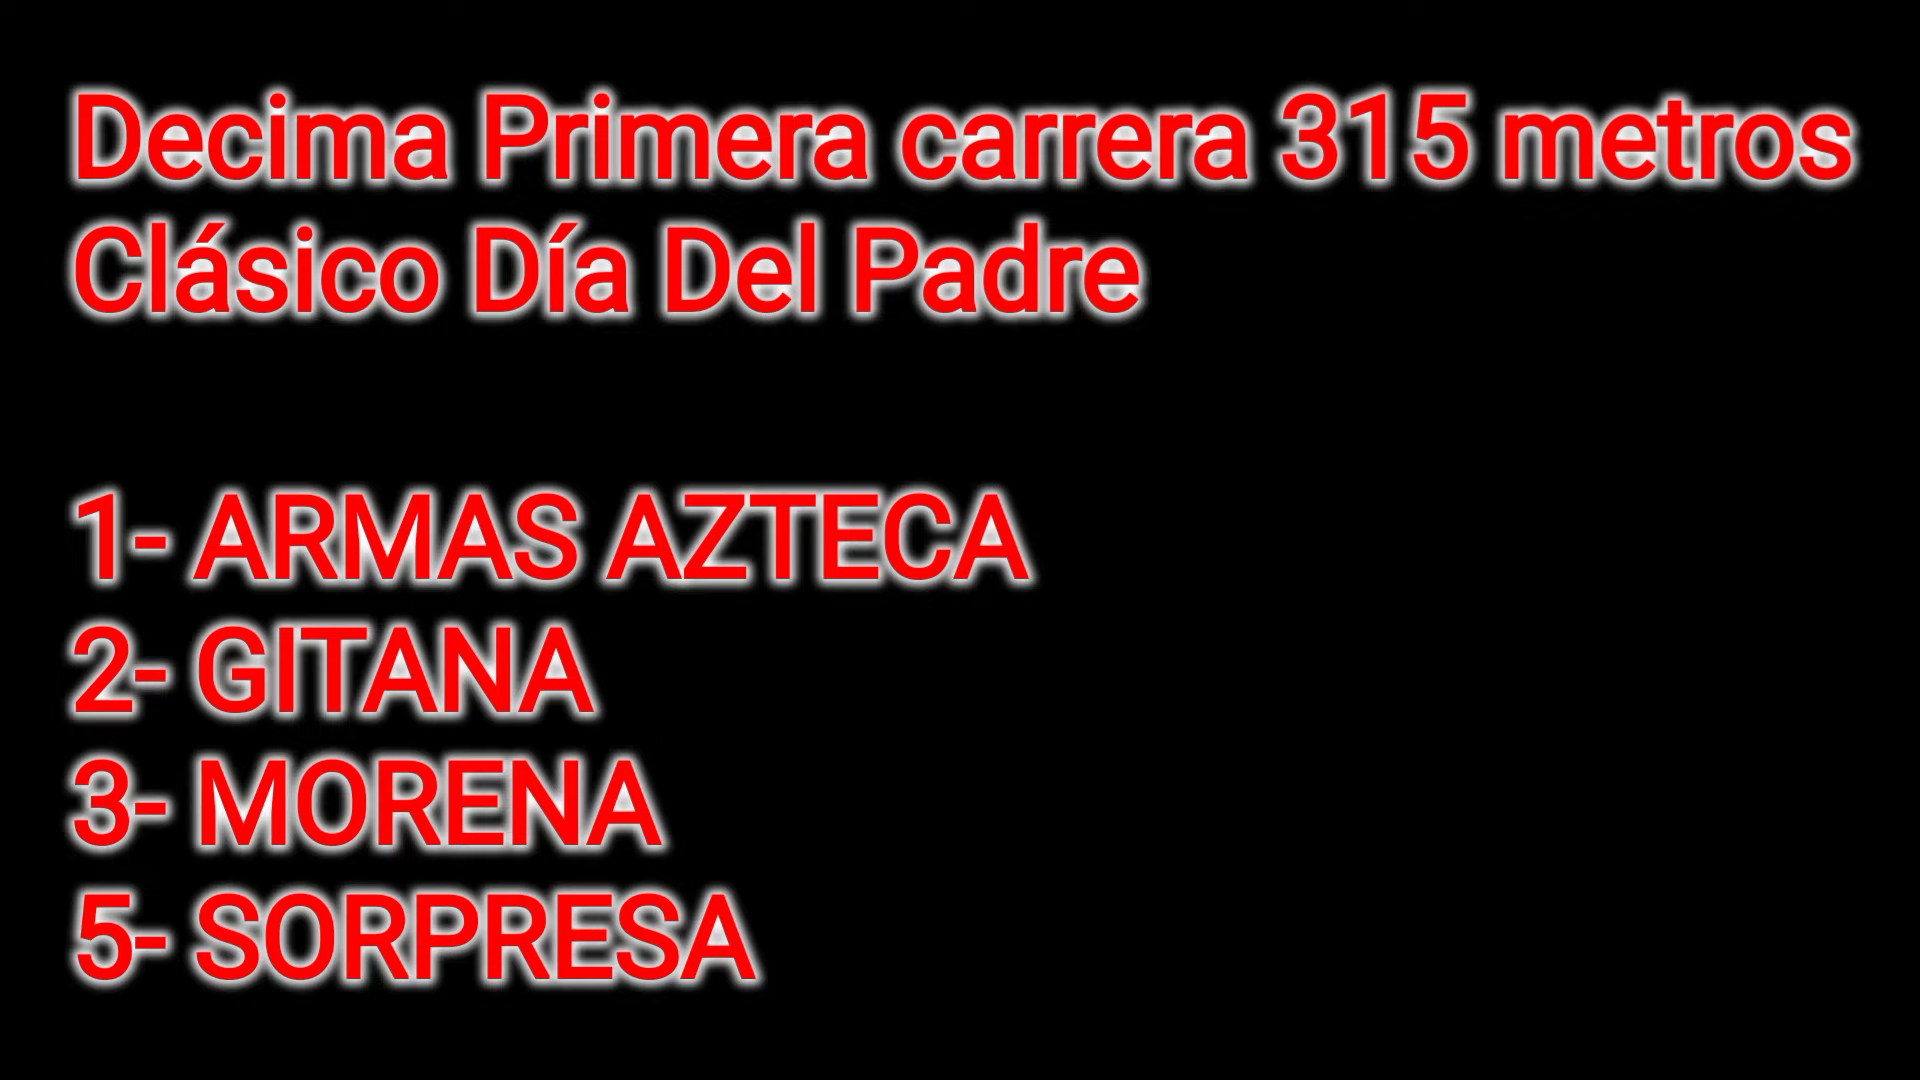 Decima Primera carrera 315 metros
Clásico Día Del Padre
1- ARMAS AZTECA
2- GITANA
3- MORENA
5- SORPRESA